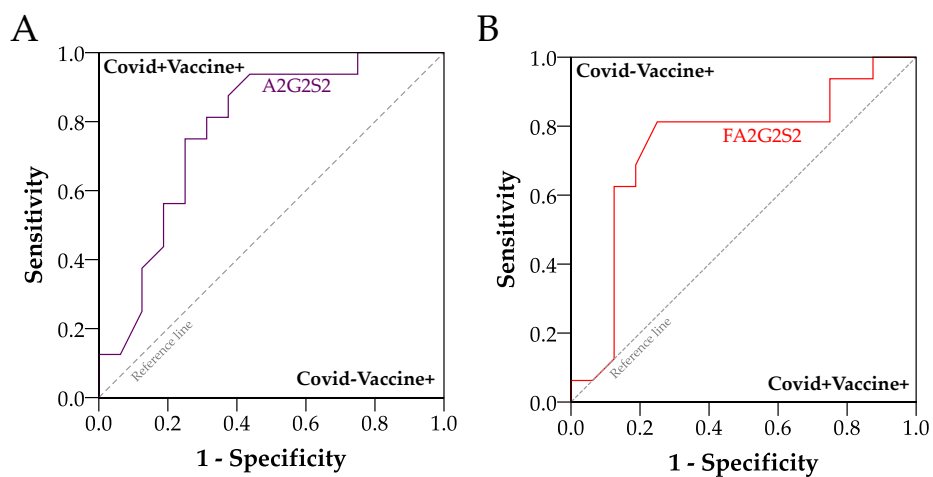 A
Covid+Vaccine+
A2G2S2
Reference line
Covid-Vaccine+
Sensitivity
1.0
0.8
0.6
0.4
0.2
0.0
0.0 0.2 0.4 0.6 0.8 1.0
1 - Specificity
B
Covid-Vaccine+
FA2G2S2
Reference line
Covid+Vaccine+
Sensitivity
1.0
0.8
0.6
0.4
0.2
0.0
0.0 0.2 0.4 0.6 0.8 1.0
1 - Specificity